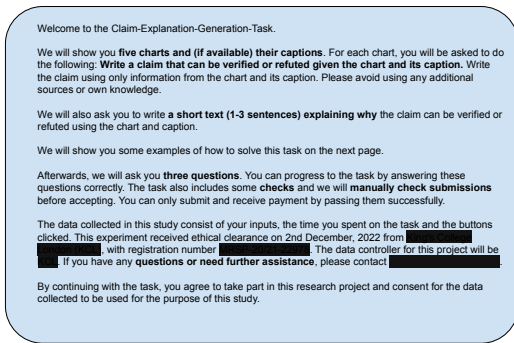 Welcome to the Claim-Explanation-Generation-Task.
We will show you five charts and (if available) their captions. For each chart, you will be asked to do
the following: Write a claim that can be verified or refuted given the chart and its caption. Write
the claim using only information from the chart and its caption. Please avoid using any additional
sources or own knowledge.
We will also ask you to write a short text (1-3 sentences) explaining why the claim can be verified or
refuted using the chart and caption.
We will show you some examples of how to solve this task on the next page.
Afterwards, we will ask you three questions. You can progress to the task by answering these
questions correctly. The task also includes some checks and we will manually check submissions
before accepting. You can only submit and receive payment by passing them successfully.
The data collected in this study consist of your inputs, the time you spent on the task and the buttons
clicked. This experiment received ethical clearance on 2nd December, 2022 from
, with registration number . The data controller for this project will be
. If you have any questions or need further assistance, please contact .
By continuing with the task, you agree to take part in this research project and consent for the data
collected to be used for the purpose of this study.